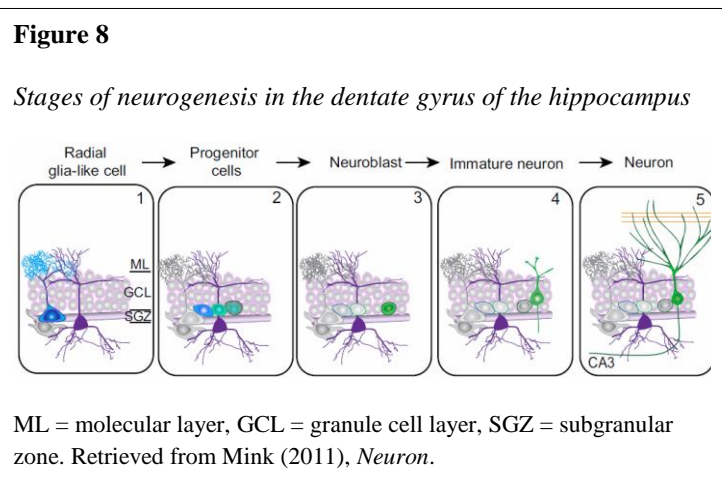 Figure 8
Stages of neurogenesis in the dentate gyrus of the hippocampus
Radial glia-like cell
Progenitor cells
Neuroblast
Immature neuron
Neuron
1
2
3
4
5
ML
GCL
SGZ
CA3
ML = molecular layer, GCL = granule cell layer, SGZ = subgranular
zone. Retrieved from Mink (2011), Neuron.